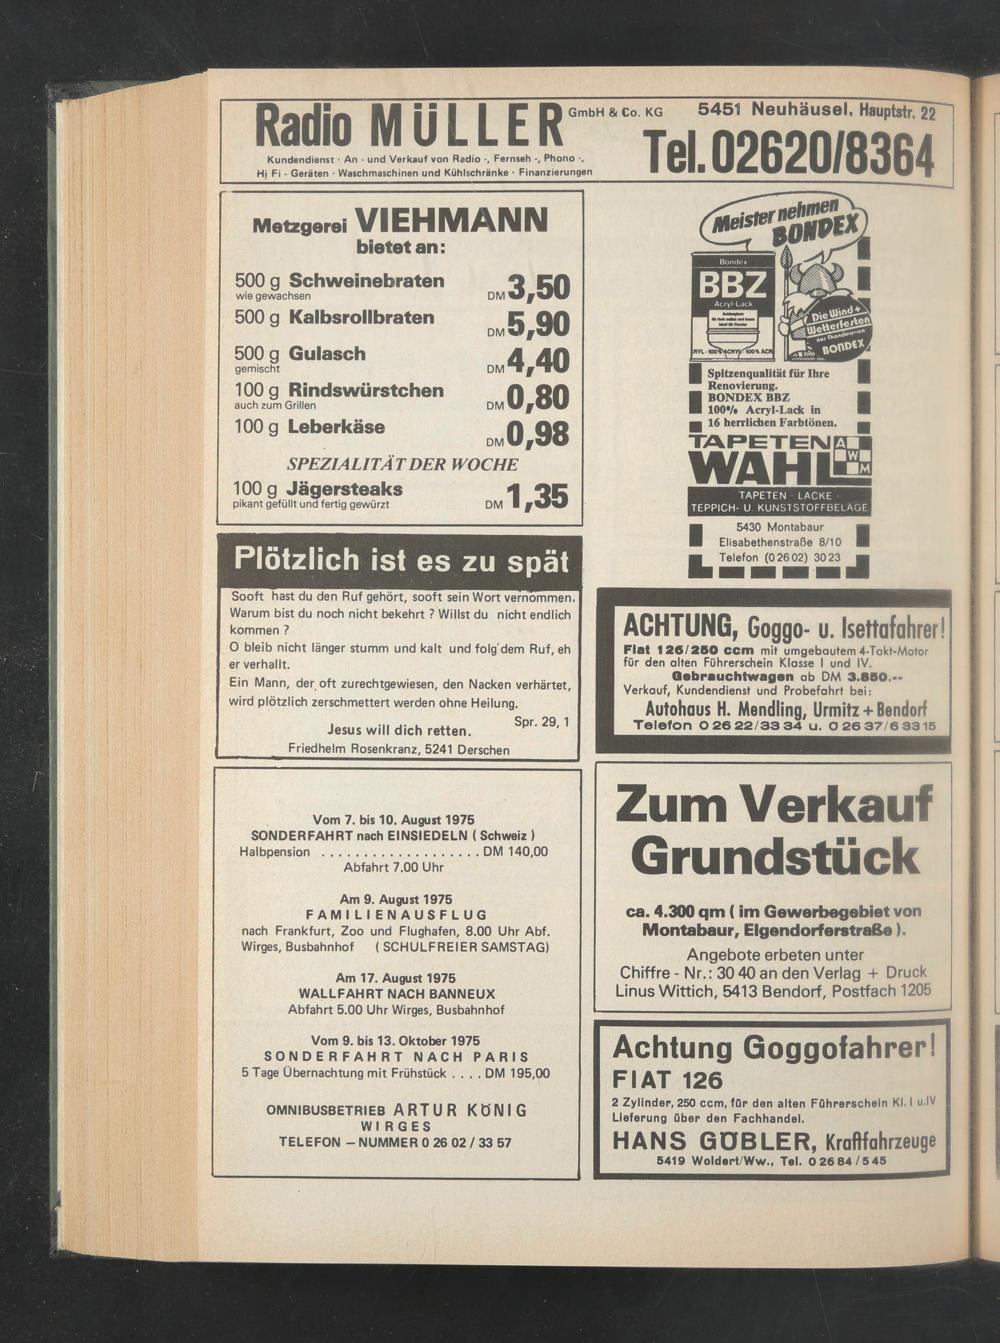 Radio MÜLLER GmbH & Co. KG
Kundendienst · An - und Verkauf von Radio -, Fernseh -, Phono -,
Hi Fi - Geräten · Waschmaschinen und Kühlschränke · Finanzierungen
5451 Neuhäusel, Hauptstr. 22
Tel. 02620/8364
Metzgerei VIEHMANN
bietet an:
500 g Schweinebraten
wie gewachsen DM 3,50
500 g Kalbsrollbraten DM 5,90
500 g Gulasch
gemischt DM 4,40
100 g Rindswürstchen
auch zum Grillen DM 0,80
100 g Leberkäse DM 0,98
SPEZIALITÄT DER WOCHE
100 g Jägersteaks
pikant gefüllt und fertig gewürzt DM 1,35
Plötzlich ist es zu spät
Sooft hast du den Ruf gehört, sooft sein Wort vernommen.
Warum bist du noch nicht bekehrt ? Willst du nicht endlich
kommen ?
O bleib nicht länger stumm und kalt und folg' dem Ruf, eh
er verhallt.
Ein Mann, der oft zurechtgewiesen, den Nacken verhärtet,
wird plötzlich zerschmettert werden ohne Heilung.
Spr. 29, 1
Jesus will dich retten.
Friedhelm Rosenkranz, 5241 Derschen
Vom 7. bis 10. August 1975
SONDERFAHRT nach EINSIEDELN ( Schweiz )
Halbpension . . . . . . . . . . . . . . . . . . . DM 140,00
Abfahrt 7.00 Uhr
Am 9. August 1975
FAMILIENAUSFLUG
nach Frankfurt, Zoo und Flughafen, 8.00 Uhr Abf.
Wirges, Busbahnhof ( SCHULFREIER SAMSTAG)
Am 17. August 1975
WALLFAHRT NACH BANNEUX
Abfahrt 5.00 Uhr Wirges, Busbahnhof
Vom 9. bis 13. Oktober 1975
SONDERFAHRT NACH PARIS
5 Tage Übernachtung mit Frühstück . . . . DM 195,00
OMNIBUSBETRIEB ARTUR KÖNIG
WIRGES
TELEFON – NUMMER 0 26 02 / 33 57
Meister nehmen
BONDEX
Bondex
BBZ
Acryl-Lack
100% ACRYL · 100% ACR
Die Wind +
Wetterfesten
aus Skandinavien
BONDEX
Spitzenqualität für Ihre
Renovierung.
BONDEX BBZ
100% Acryl-Lack in
16 herrlichen Farbtönen.
TAPETEN AWM
WAHL
TAPETEN · LACKE ·
TEPPICH- U. KUNSTSTOFFBELÄGE
5430 Montabaur
Elisabethenstraße 8/10
Telefon (0 26 02) 30 23
ACHTUNG, Goggo- u. Isettafahrer!
Fiat 126/250 ccm mit umgebautem 4-Takt-Motor
für den alten Führerschein Klasse I und IV.
Gebrauchtwagen ab DM 3.850.--
Verkauf, Kundendienst und Probefahrt bei:
Autohaus H. Mendling, Urmitz + Bendorf
Telefon 0 26 22/33 34 u. 0 26 37/6 33 15
Zum Verkauf
Grundstück
ca. 4.300 qm ( im Gewerbegebiet von
Montabaur, Elgendorferstraße ).
Angebote erbeten unter
Chiffre - Nr.: 30 40 an den Verlag + Druck
Linus Wittich, 5413 Bendorf, Postfach 1205
Achtung Goggofahrer!
FIAT 126
2 Zylinder, 250 ccm, für den alten Führerschein Kl. I u. IV
Lieferung über den Fachhandel.
HANS GÖBLER, Kraftfahrzeuge
5419 Woldert/Ww., Tel. 0 26 84 / 5 45